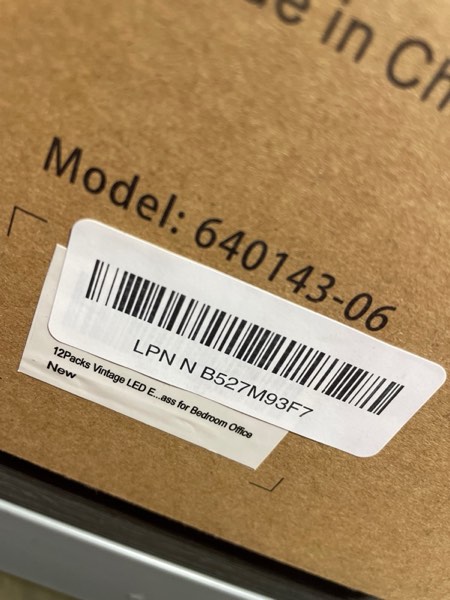 in Ch
Model: 640143-06
LPN N B527M93F7
12Packs Vintage LED E...ass for Bedroom Office
New